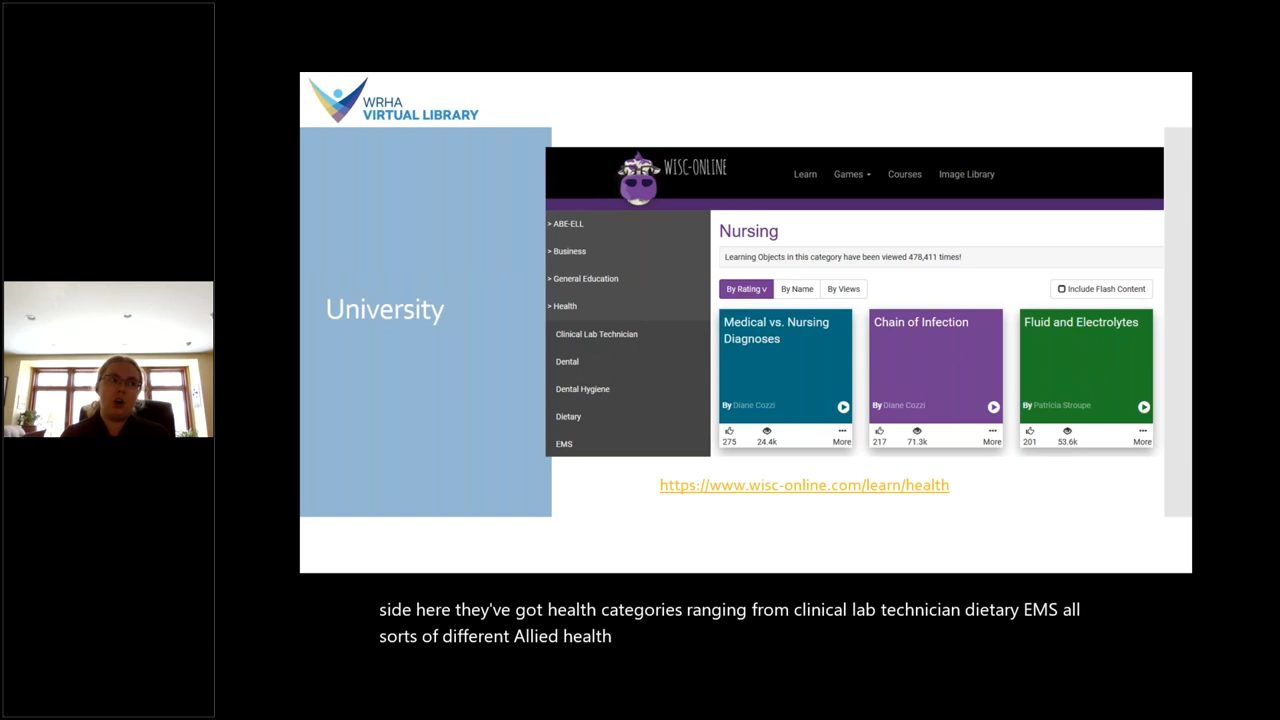 WRHA
VIRTUAL LIBRARY
University
WISC-ONLINE
Learn Games Courses Image Library
> ABE-ELL
> Business
> General Education
> Health
Clinical Lab Technician
Dental
Dental Hygiene
Dietary
EMS
Nursing
Learning Objects in this category have been viewed 478,411 times!
By Rating v By Name By Views Include Flash Content
Medical vs. Nursing
Diagnoses
By Diane Cozzi
275 24.4k More
Chain of Infection
By Diane Cozzi
217 71.3k More
Fluid and Electrolytes
By Patricia Stroupe
201 53.6k More
https://www.wisc-online.com/learn/health
side here they've got health categories ranging from clinical lab technician dietary EMS all
sorts of different Allied health